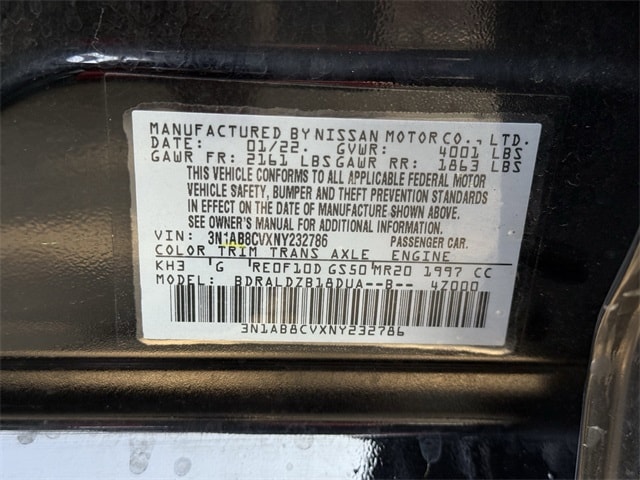 MANUFACTURED BY NISSAN MOTOR CO., LTD.
DATE: 01/22. GVWR: 4001 LBS
GAWR FR: 2161 LBS GAWR RR: 1863 LBS
THIS VEHICLE CONFORMS TO ALL APPLICABLE FEDERAL MOTOR
VEHICLE SAFETY, BUMPER AND THEFT PREVENTION STANDARDS
IN EFFECT ON THE DATE OF MANUFACTURE SHOWN ABOVE.
SEE OWNER'S MANUAL FOR ADDITIONAL INFORMATION.
VIN: 3N1AB8CVXNY232786 PASSENGER CAR.
COLOR TRIM TRANS AXLE ENGINE
KH3 G RE0F10D GS50 MR20 1997 CC
MODEL: BDRALDZB18DUA--B-- 4Z000
3N1AB8CVXNY232786